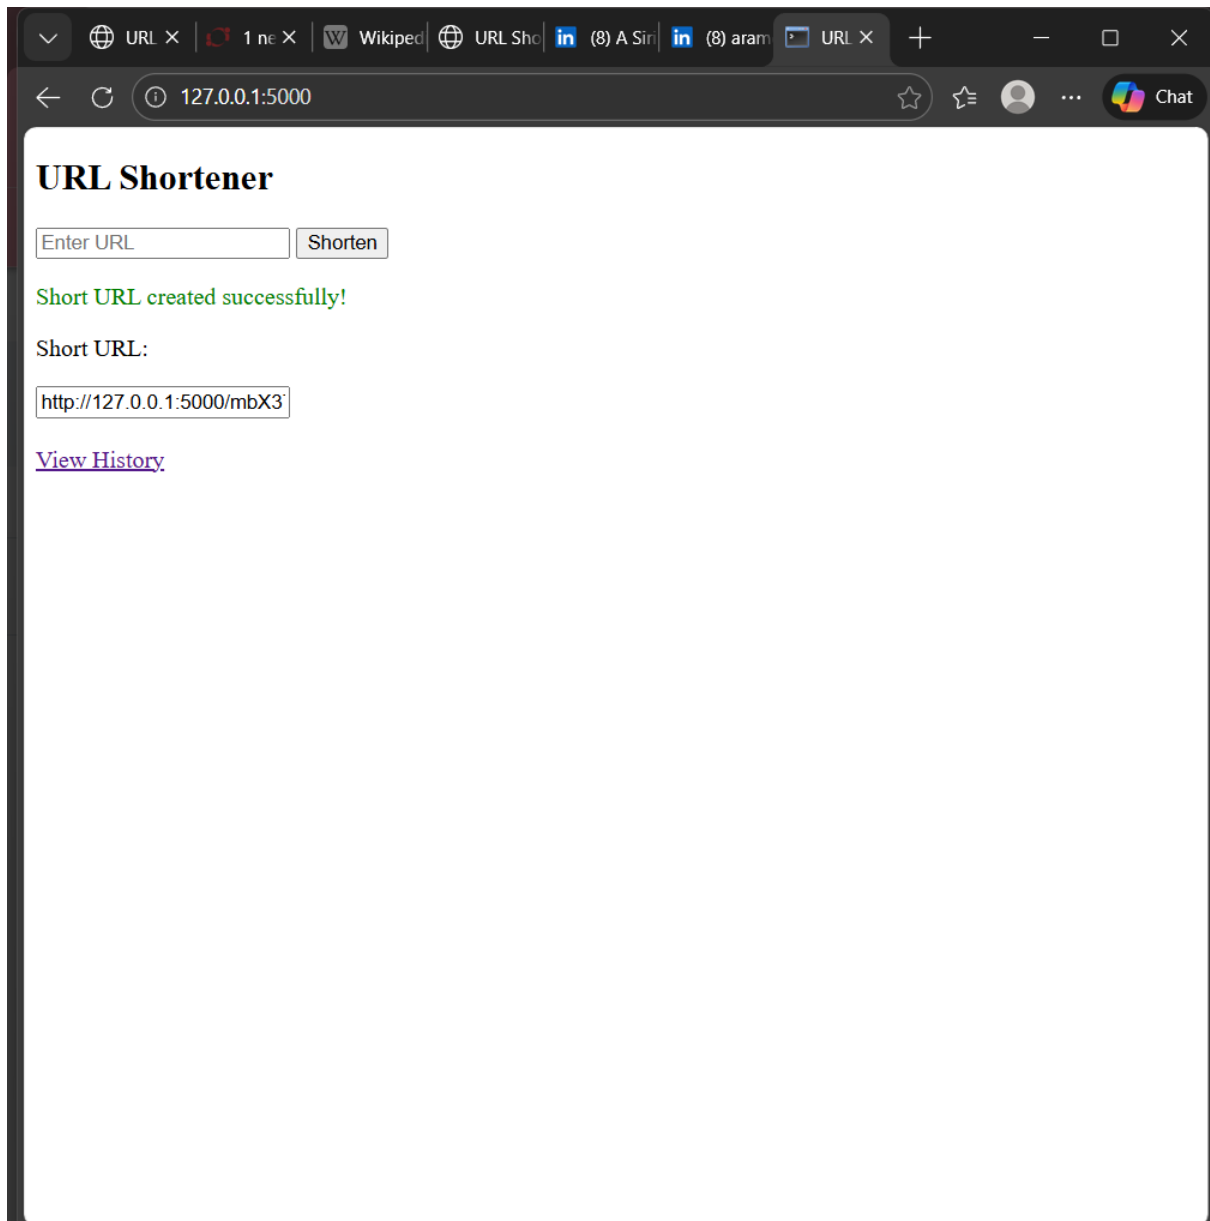 URL
1 ne
Wikiped
URL Sho
(8) A Siri
(8) aram
URL
127.0.0.1:5000
Chat
URL Shortener
Enter URL
Shorten
Short URL created successfully!
Short URL:
http://127.0.0.1:5000/mbX3
View History